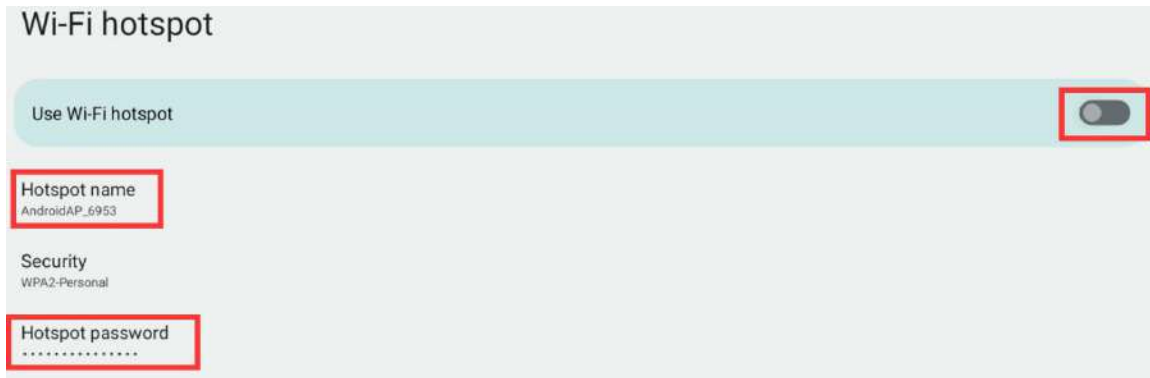 Wi-Fi hotspot
Use Wi-Fi hotspot
Hotspot name
AndroidAP_6953
Security
WPA2-Personal
Hotspot password
···············